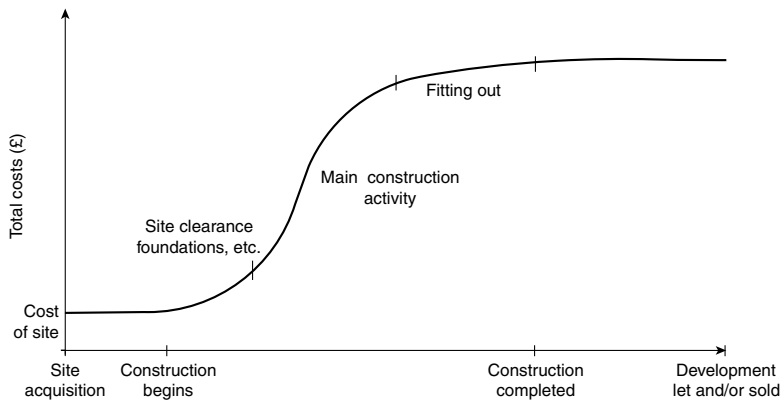 Total costs (£)
Fitting out
Main construction
activity
Site clearance
foundations, etc.
Cost
of site
Site
acquisition
Construction
begins
Construction
completed
Development
let and/or sold